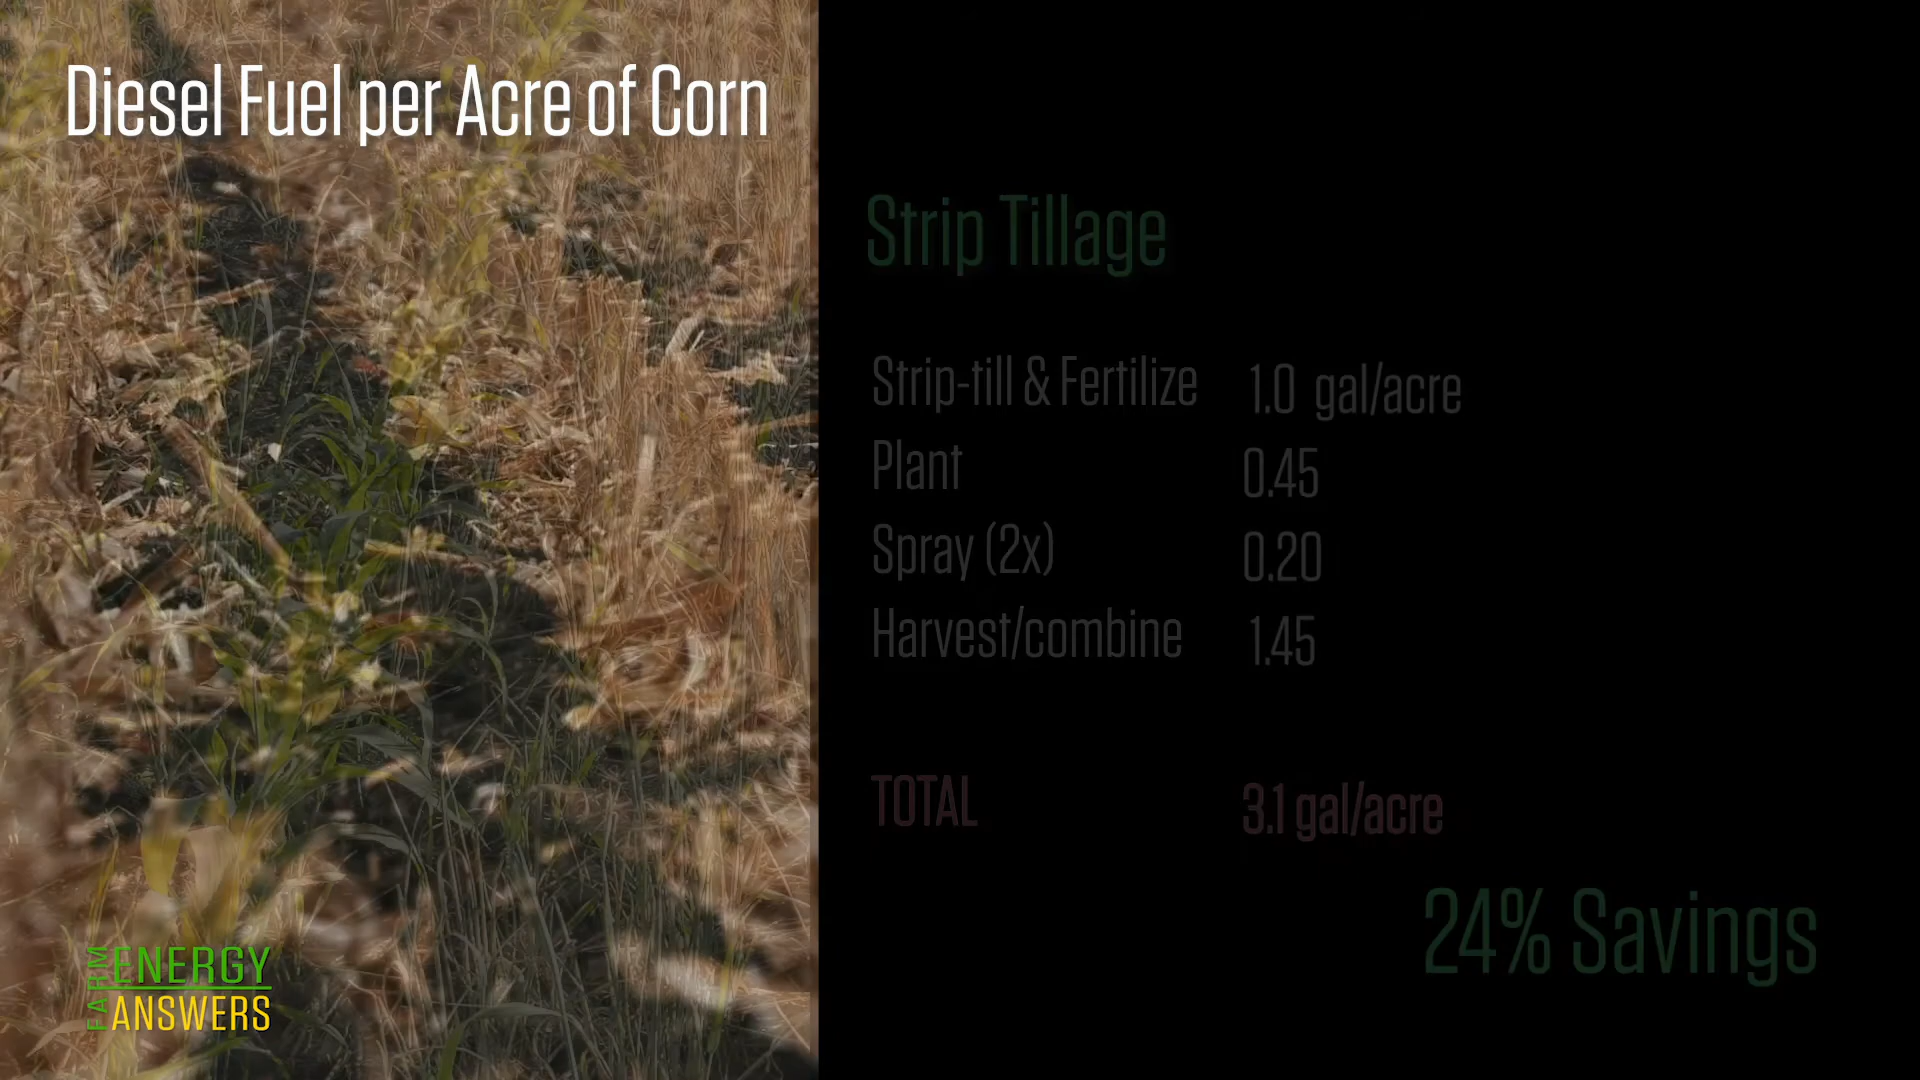 Diesel Fuel per Acre of Corn
Strip Tillage
Strip-till & Fertilize 1.0 gal/acre
Plant 0.45
Spray (2x) 0.20
Harvest/combine 1.45
TOTAL 3.1 gal/acre
24% Savings
FARM
ENERGY
ANSWERS